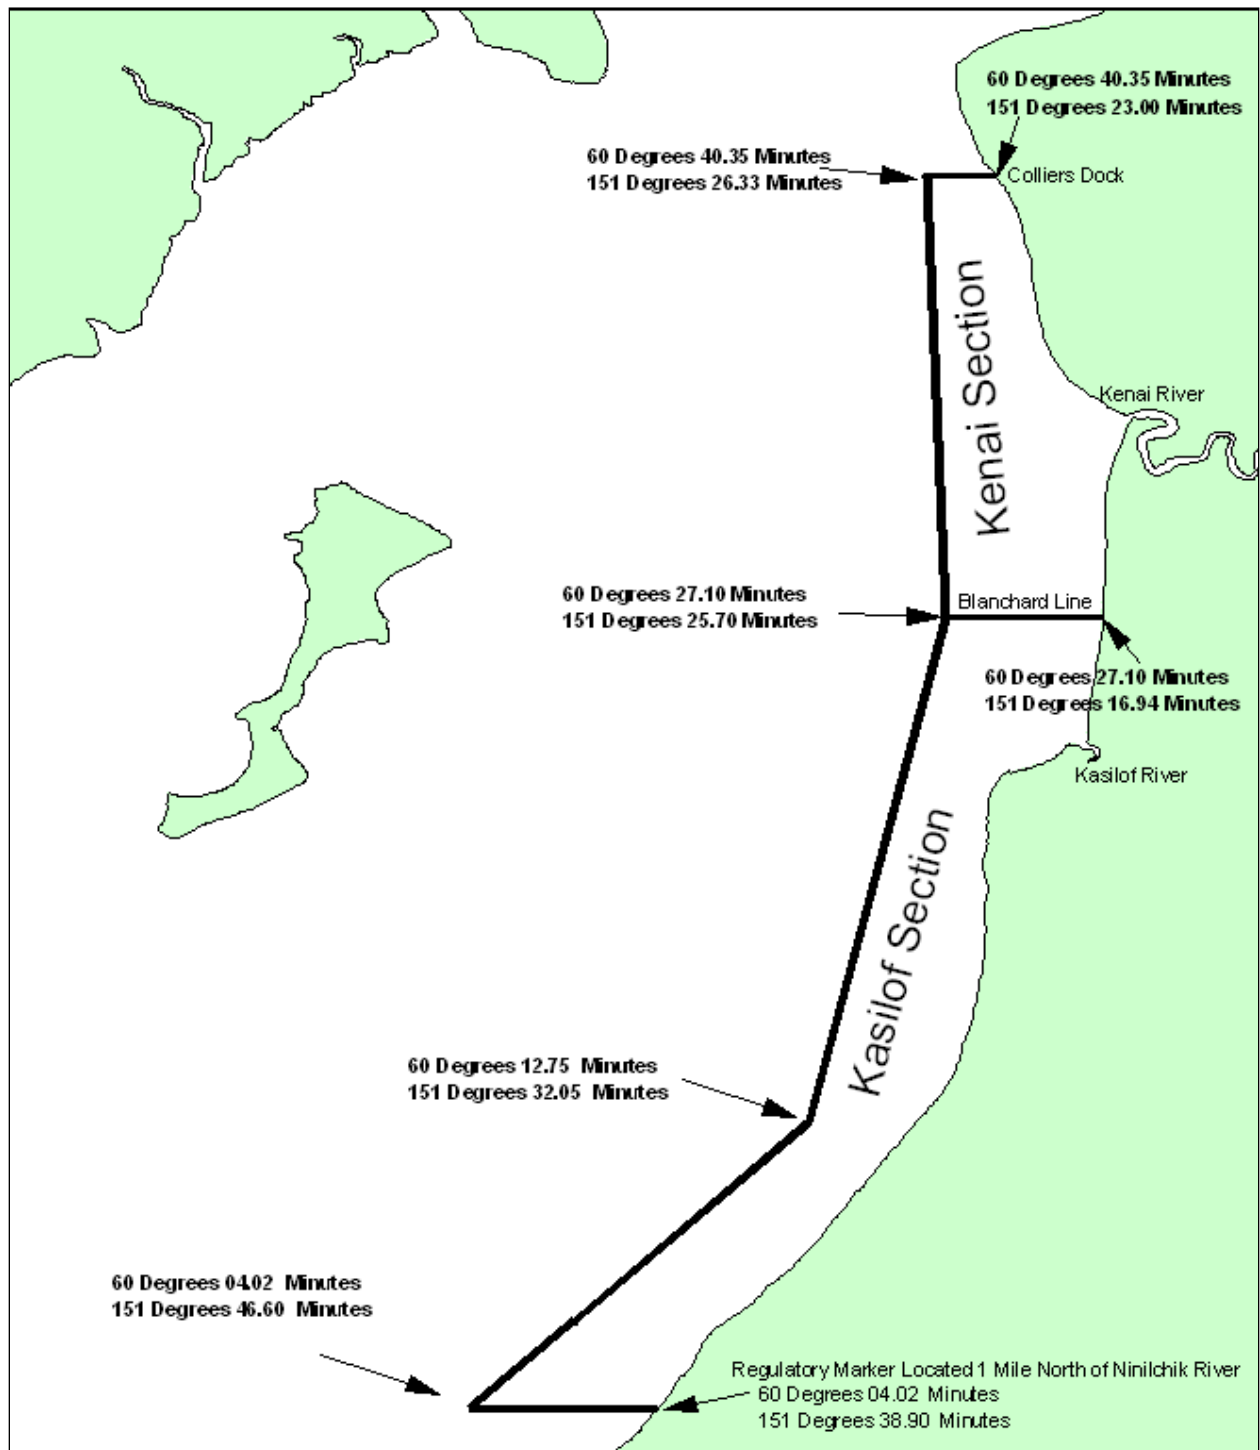 60 Degrees 40.35 Minutes
151 Degrees 23.00 Minutes
60 Degrees 40.35 Minutes
151 Degrees 26.33 Minutes
Colliers Dock
Kenai Section
Kenai River
60 Degrees 27.10 Minutes
151 Degrees 25.70 Minutes
Blanchard Line
60 Degrees 27.10 Minutes
151 Degrees 16.94 Minutes
Kasilof River
Kasilof Section
60 Degrees 12.75 Minutes
151 Degrees 32.05 Minutes
60 Degrees 04.02 Minutes
151 Degrees 46.60 Minutes
Regulatory Marker Located 1 Mile North of Ninilchik River
60 Degrees 04.02 Minutes
151 Degrees 38.90 Minutes